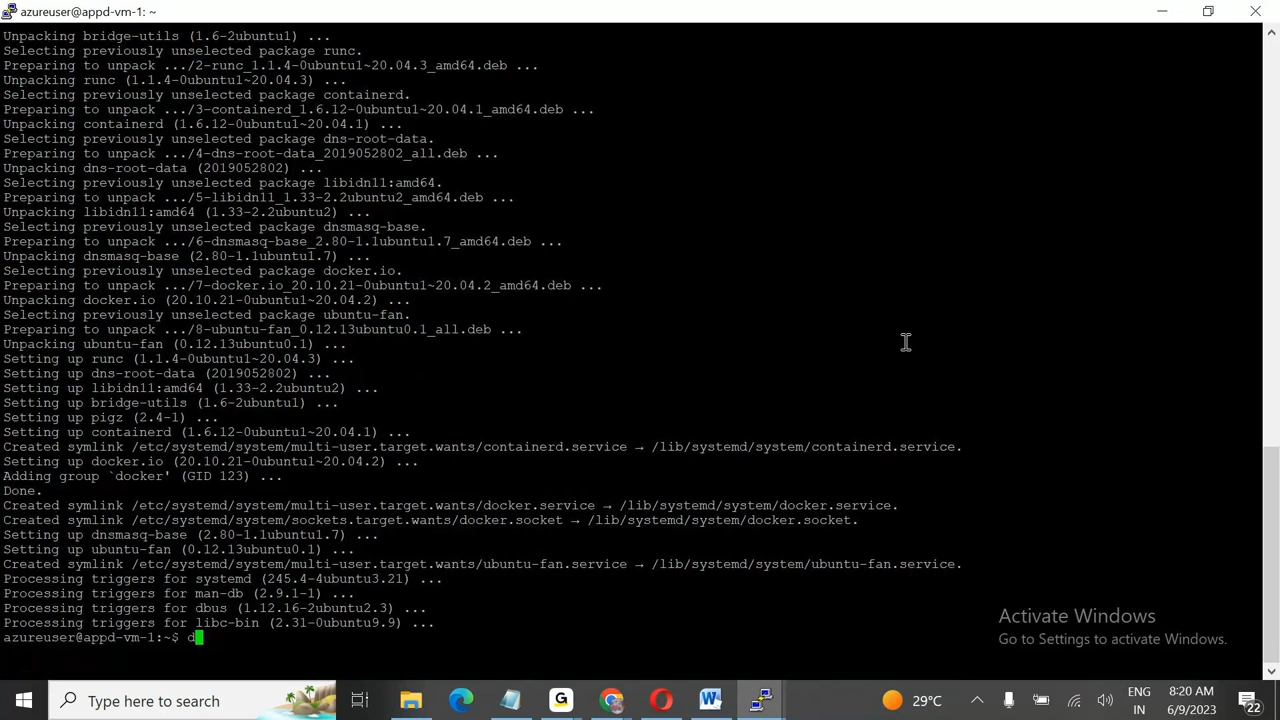 azureuser@appd-vm-1: ~
Unpacking bridge-utils (1.6-2ubuntu1) ...
Selecting previously unselected package runc.
Preparing to unpack .../2-runc_1.1.4-0ubuntu1~20.04.3_amd64.deb ...
Unpacking runc (1.1.4-0ubuntu1~20.04.3) ...
Selecting previously unselected package containerd.
Preparing to unpack .../3-containerd_1.6.12-0ubuntu1~20.04.1_amd64.deb ...
Unpacking containerd (1.6.12-0ubuntu1~20.04.1) ...
Selecting previously unselected package dns-root-data.
Preparing to unpack .../4-dns-root-data_2019052802_all.deb ...
Unpacking dns-root-data (2019052802) ...
Selecting previously unselected package libidn11:amd64.
Preparing to unpack .../5-libidn11_1.33-2.2ubuntu2_amd64.deb ...
Unpacking libidn11:amd64 (1.33-2.2ubuntu2) ...
Selecting previously unselected package dnsmasq-base.
Preparing to unpack .../6-dnsmasq-base_2.80-1.1ubuntu1.7_amd64.deb ...
Unpacking dnsmasq-base (2.80-1.1ubuntu1.7) ...
Selecting previously unselected package docker.io.
Preparing to unpack .../7-docker.io_20.10.21-0ubuntu1~20.04.2_amd64.deb ...
Unpacking docker.io (20.10.21-0ubuntu1~20.04.2) ...
Selecting previously unselected package ubuntu-fan.
Preparing to unpack .../8-ubuntu-fan_0.12.13ubuntu0.1_all.deb ...
Unpacking ubuntu-fan (0.12.13ubuntu0.1) ...
Setting up runc (1.1.4-0ubuntu1~20.04.3) ...
Setting up dns-root-data (2019052802) ...
Setting up libidn11:amd64 (1.33-2.2ubuntu2) ...
Setting up bridge-utils (1.6-2ubuntu1) ...
Setting up pigz (2.4-1) ...
Setting up containerd (1.6.12-0ubuntu1~20.04.1) ...
Created symlink /etc/systemd/system/multi-user.target.wants/containerd.service → /lib/systemd/system/containerd.service.
Setting up docker.io (20.10.21-0ubuntu1~20.04.2) ...
Adding group `docker' (GID 123) ...
Done.
Created symlink /etc/systemd/system/multi-user.target.wants/docker.service → /lib/systemd/system/docker.service.
Created symlink /etc/systemd/system/sockets.target.wants/docker.socket → /lib/systemd/system/docker.socket.
Setting up dnsmasq-base (2.80-1.1ubuntu1.7) ...
Setting up ubuntu-fan (0.12.13ubuntu0.1) ...
Created symlink /etc/systemd/system/multi-user.target.wants/ubuntu-fan.service → /lib/systemd/system/ubuntu-fan.service.
Processing triggers for systemd (245.4-4ubuntu3.21) ...
Processing triggers for man-db (2.9.1-1) ...
Processing triggers for dbus (1.12.16-2ubuntu2.3) ...
Processing triggers for libc-bin (2.31-0ubuntu9.9) ...
azureuser@appd-vm-1:~$ d
Activate Windows
Go to Settings to activate Windows.
Type here to search
G
W
29°C
ENG
IN
8:20 AM
6/9/2023
22